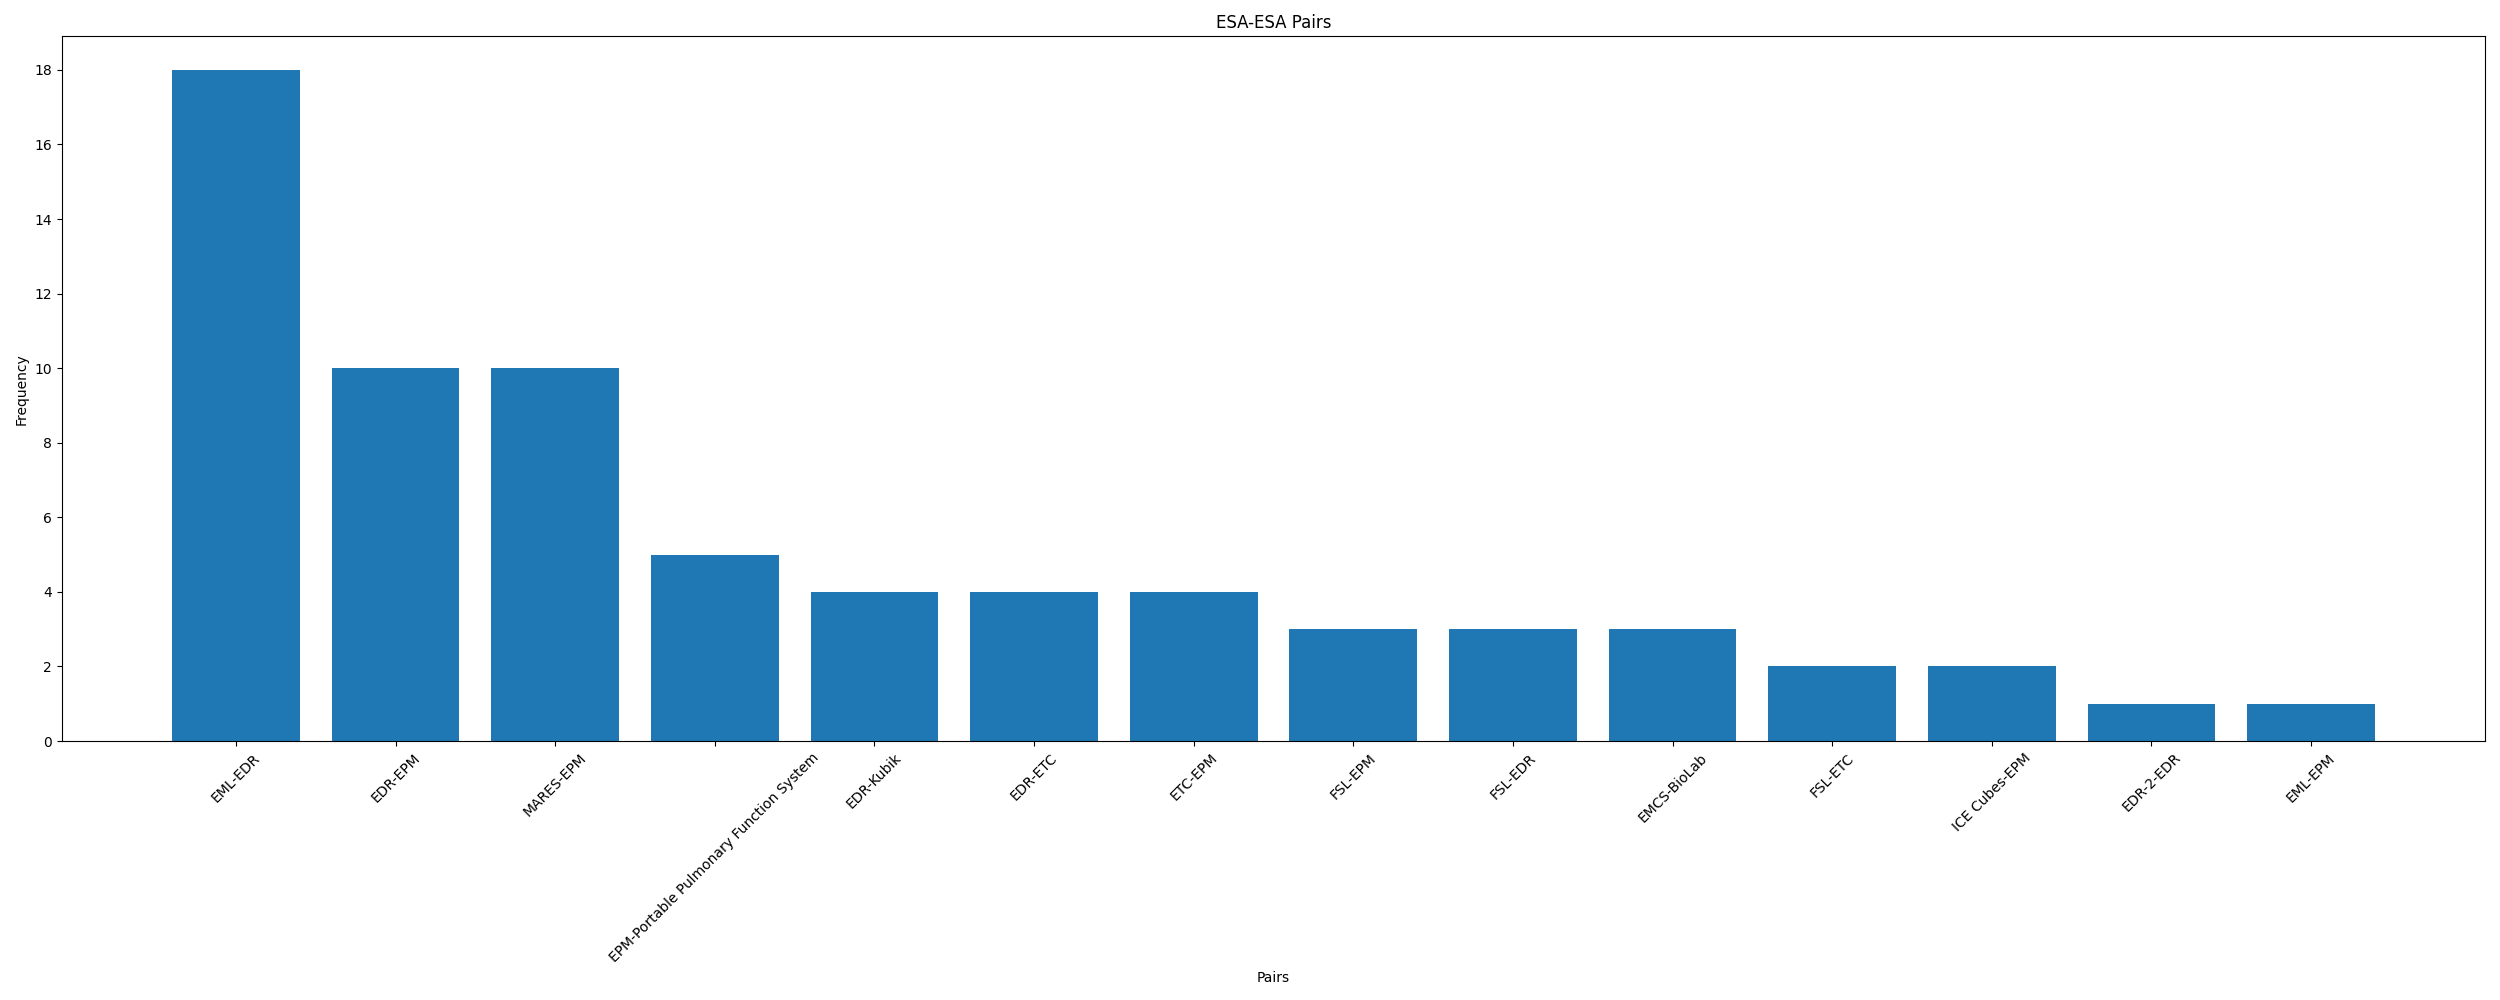 ESA-ESA Pairs
Frequency
18
16
14
12
10
8
6
4
2
0
EML-EDR
EDR-EPM
MARES-EPM
EPM-Portable Pulmonary Function System
EDR-Kubik
EDR-ETC
ETC-EPM
FSL-EPM
FSL-EDR
EMCS-BioLab
FSL-ETC
ICE Cubes-EPM
EDR-2-EDR
EML-EPM
Pairs